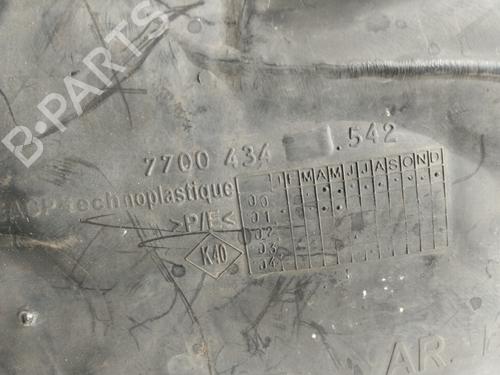 B-PARTS
7700 434 .542
technoplastique
>P/E<
K40
J F M A M J J A S O N D
00
01
02
03
04
AR.